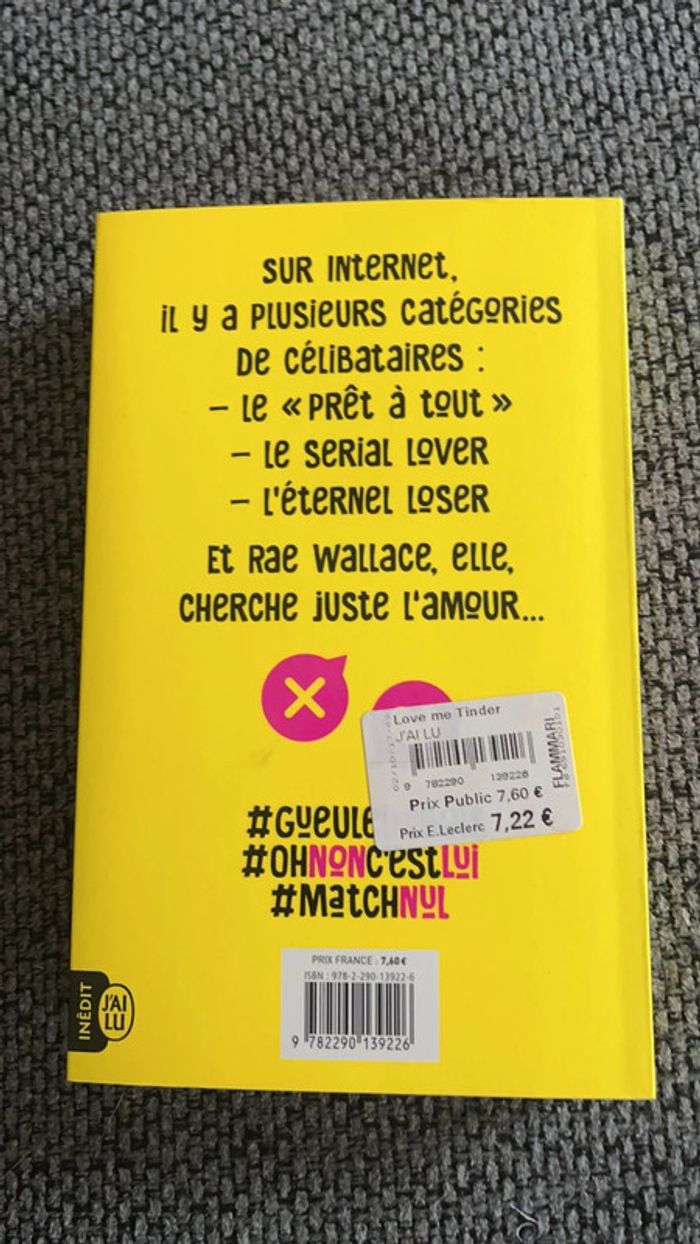 SUR INTERNET,
IL Y A PLUSIEURS CATÉGORIES
DE CÉLIBATAIRES :
– LE « PRÊT À TOUT »
– LE SERIAL LOVER
– L'ÉTERNEL LOSER
ET RAE WALLACE, ELLE,
CHERCHE JUSTE L'AMOUR...
Love me Tinder
J'AI LU
FLAMMARI
9 782290 139226
Prix Public 7,60 €
Prix E.Leclerc 7,22 €
#OHNONC'ESTLUI
#MATCHNUL
PRIX FRANCE : 7,60 €
ISBN : 978-2-290-13922-6
9 782290 139226
INÉDIT
J'AI
LU